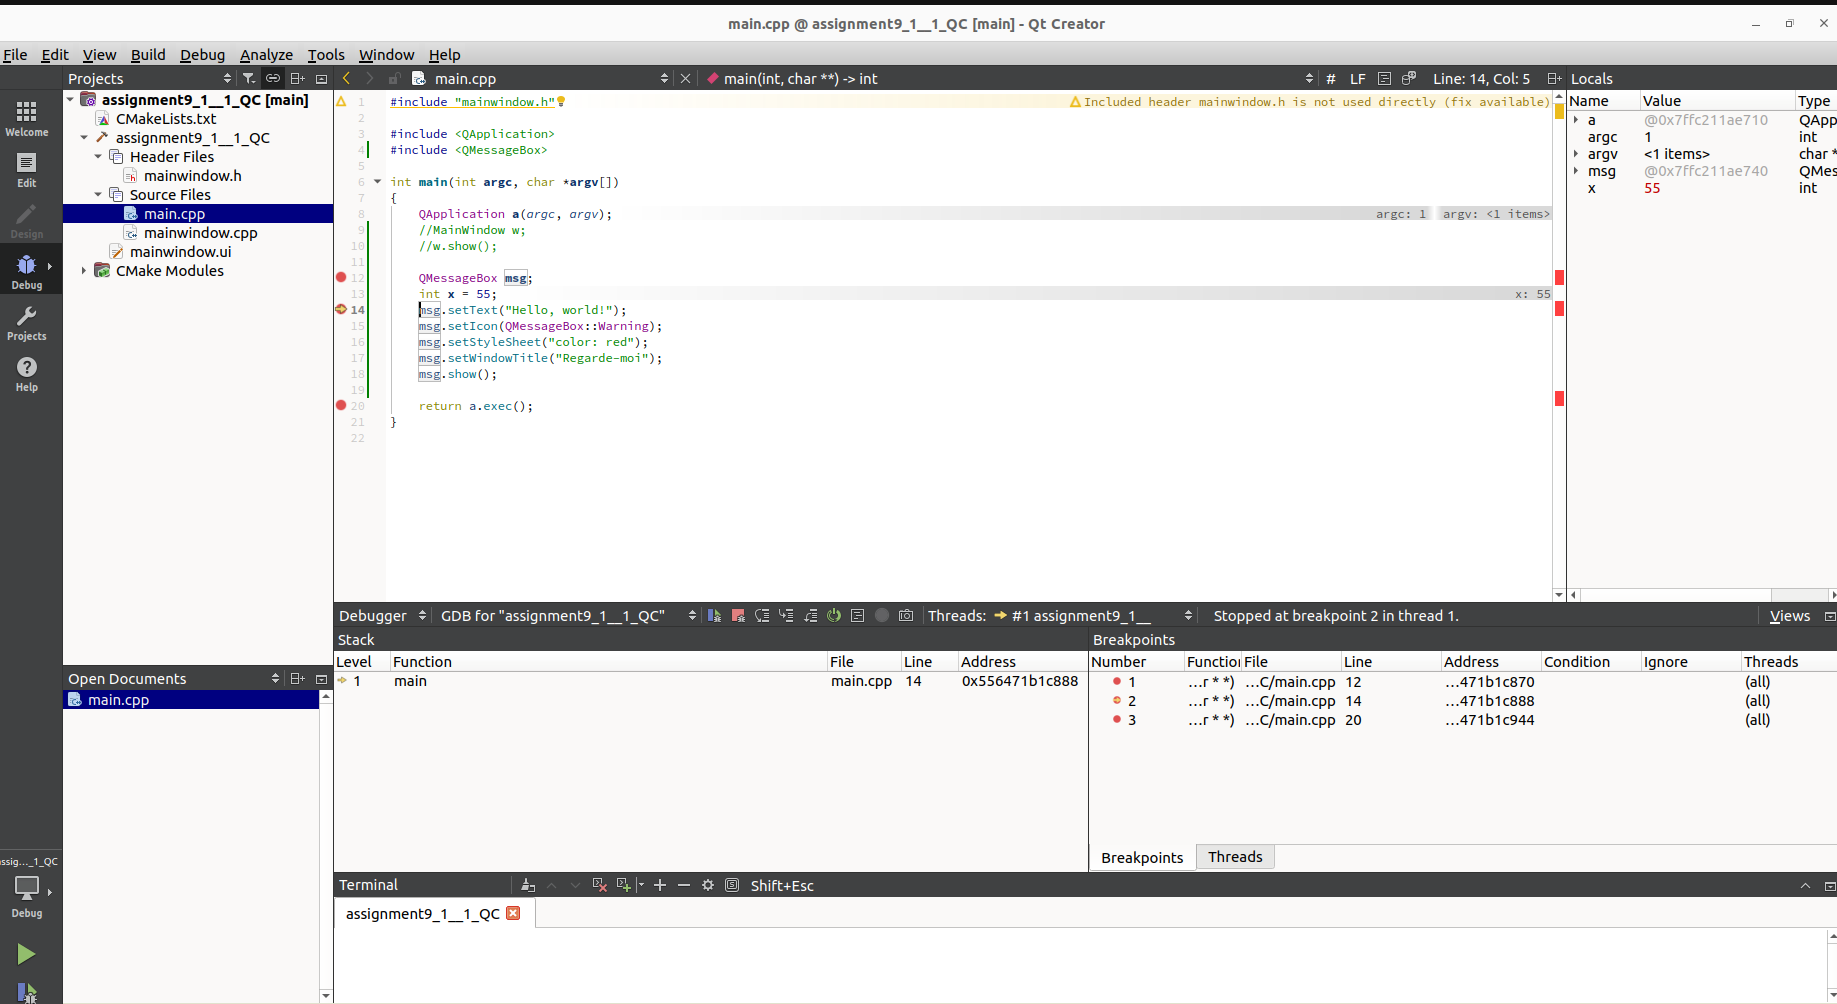 main.cpp @ assignment9_1__1_QC [main] - Qt Creator
File Edit View Build Debug Analyze Tools Window Help
Projects
main.cpp
main(int, char **) -> int
# LF Line: 14, Col: 5
Locals
Welcome
Edit
Design
Debug
Projects
Help
assignment9_1__1_QC [main]
CMakeLists.txt
assignment9_1__1_QC
Header Files
mainwindow.h
Source Files
main.cpp
mainwindow.cpp
mainwindow.ui
CMake Modules
1 #include "mainwindow.h" Included header mainwindow.h is not used directly (fix available)
2
3 #include <QApplication>
4 #include <QMessageBox>
5
6 int main(int argc, char *argv[])
7 {
8 QApplication a(argc, argv); argc: 1 argv: <1 items>
9 //MainWindow w;
10 //w.show();
11
12 QMessageBox msg;
13 int x = 55; x: 55
14 msg.setText("Hello, world!");
15 msg.setIcon(QMessageBox::Warning);
16 msg.setStyleSheet("color: red");
17 msg.setWindowTitle("Regarde-moi");
18 msg.show();
19
20 return a.exec();
21 }
22
Name Value Type
a @0x7ffc211ae710 QApp
argc 1 int
argv <1 items> char *
msg @0x7ffc211ae740 QMes
x 55 int
Debugger GDB for "assignment9_1__1_QC" Threads: #1 assignment9_1__ Stopped at breakpoint 2 in thread 1. Views
Stack
Level Function File Line Address
1 main main.cpp 14 0x556471b1c888
Breakpoints
Number Function File Line Address Condition Ignore Threads
1 ...r * *) ...C/main.cpp 12 ...471b1c870 (all)
2 ...r * *) ...C/main.cpp 14 ...471b1c888 (all)
3 ...r * *) ...C/main.cpp 20 ...471b1c944 (all)
Breakpoints Threads
Open Documents
main.cpp
Terminal Shift+Esc
assignment9_1__1_QC
assig..._1_QC
Debug